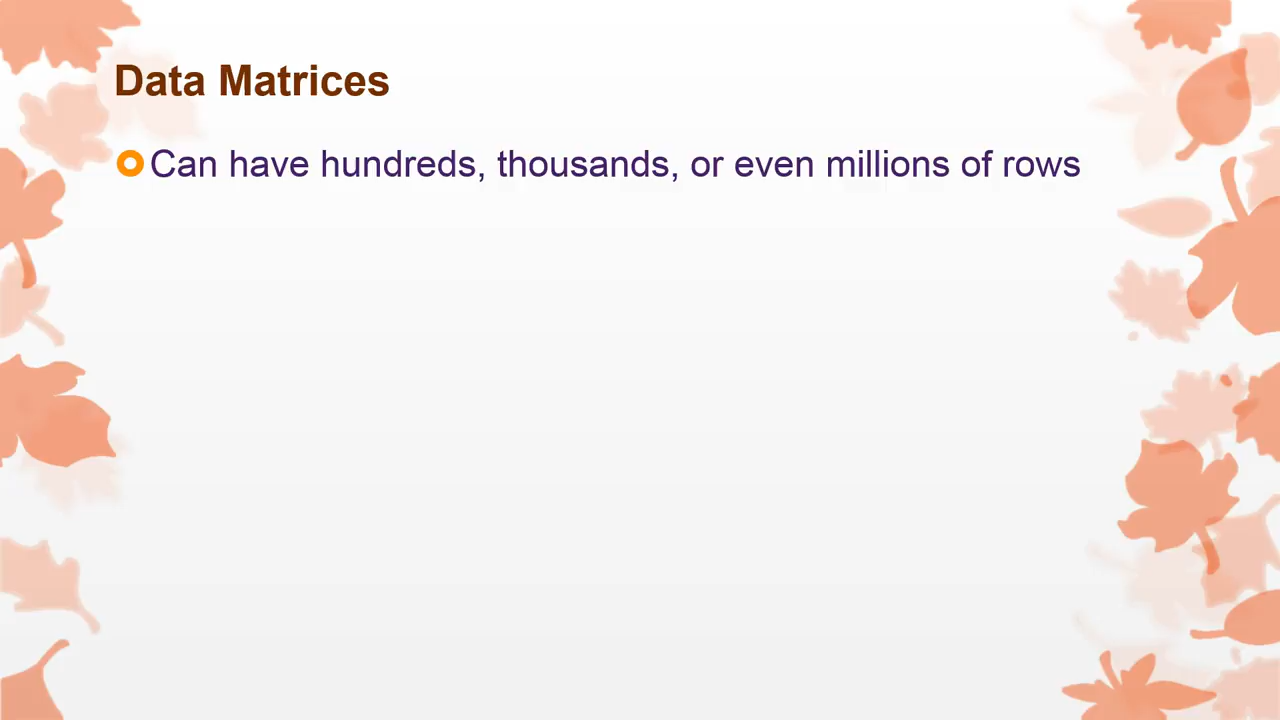 Data Matrices
Can have hundreds, thousands, or even millions of rows